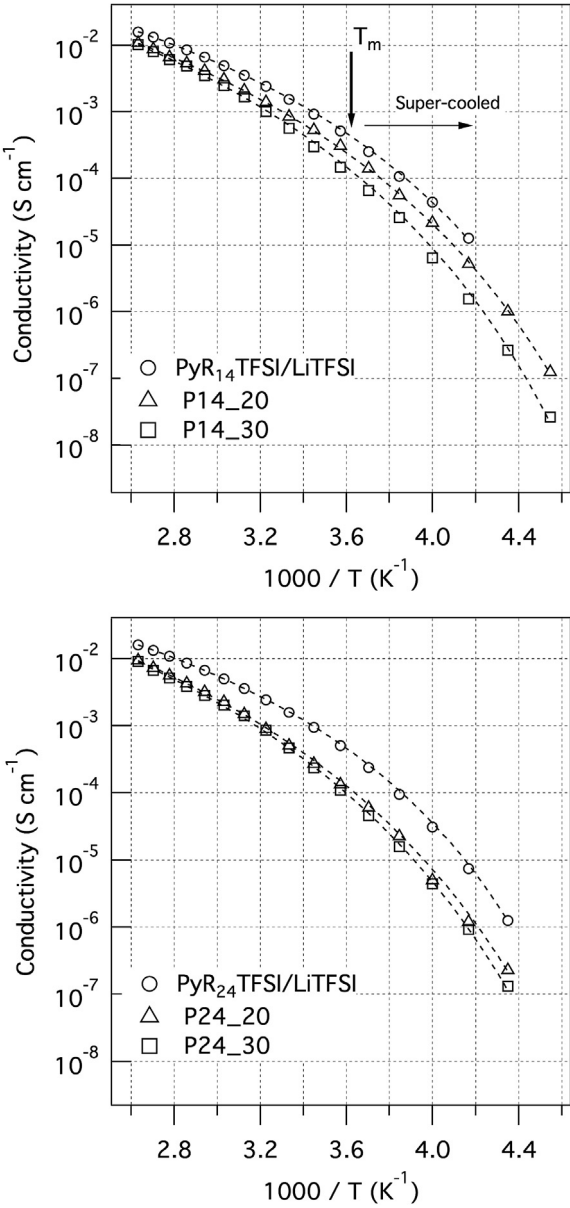 10⁻²
10⁻³
10⁻⁴
10⁻⁵
10⁻⁶
10⁻⁷
10⁻⁸
Conductivity (S cm⁻¹)
Tₘ
Super-cooled
PyR₁₄TFSI/LiTFSI
P14_20
P14_30
2.8 3.2 3.6 4.0 4.4
1000 / T (K⁻¹)
10⁻²
10⁻³
10⁻⁴
10⁻⁵
10⁻⁶
10⁻⁷
10⁻⁸
Conductivity (S cm⁻¹)
PyR₂₄TFSI/LiTFSI
P24_20
P24_30
2.8 3.2 3.6 4.0 4.4
1000 / T (K⁻¹)